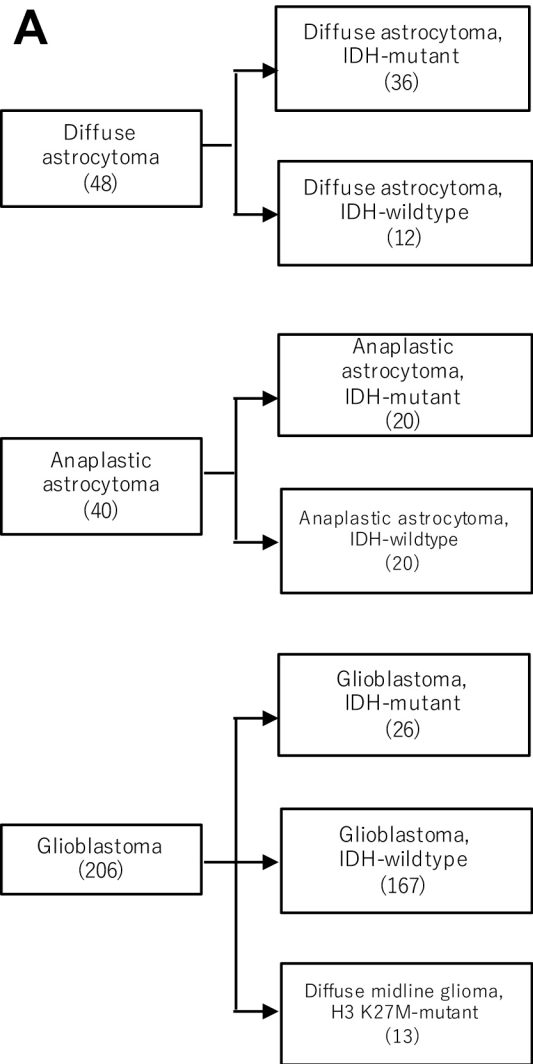 A
Diffuse
astrocytoma
(48)
Diffuse astrocytoma,
IDH-mutant
(36)
Diffuse astrocytoma,
IDH-wildtype
(12)
Anaplastic
astrocytoma
(40)
Anaplastic
astrocytoma,
IDH-mutant
(20)
Anaplastic astrocytoma,
IDH-wildtype
(20)
Glioblastoma
(206)
Glioblastoma,
IDH-mutant
(26)
Glioblastoma,
IDH-wildtype
(167)
Diffuse midline glioma,
H3 K27M-mutant
(13)